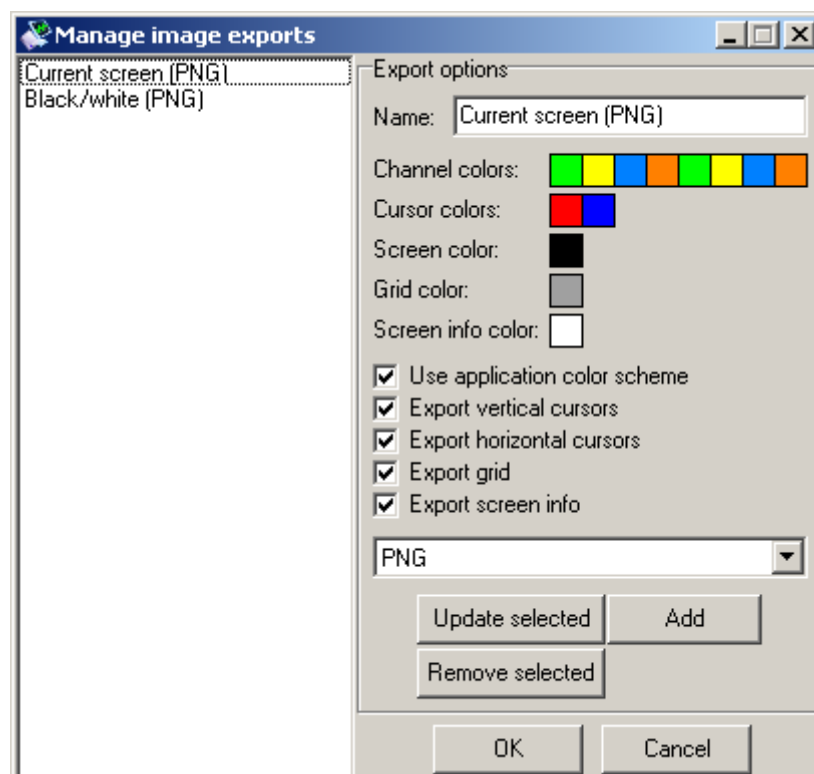 Manage image exports
Current screen (PNG)
Black/white (PNG)
Export options
Name: Current screen (PNG)
Channel colors:
Cursor colors:
Screen color:
Grid color:
Screen info color:
Use application color scheme
Export vertical cursors
Export horizontal cursors
Export grid
Export screen info
PNG
Update selected Add
Remove selected
OK Cancel